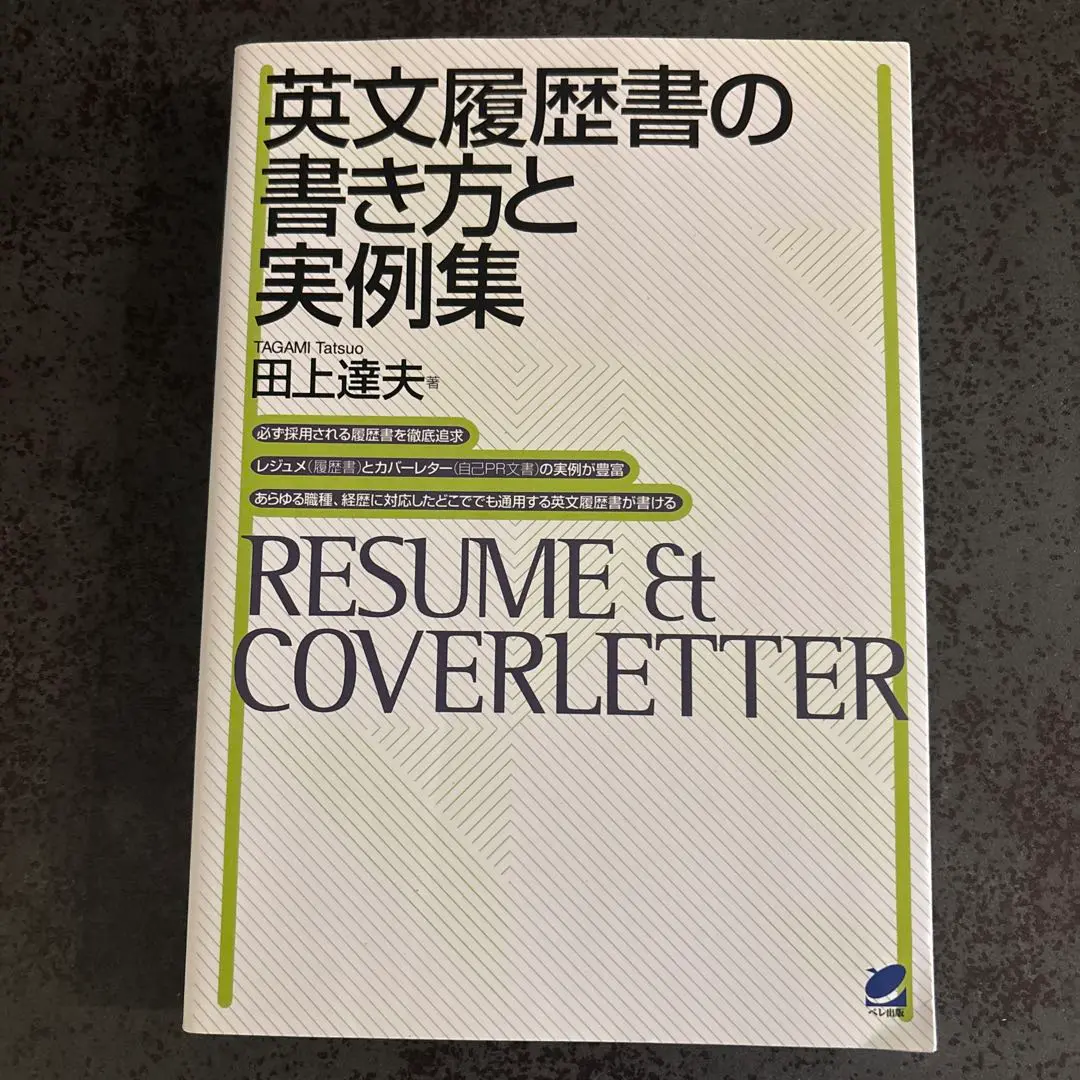 英文履歴書の
書き方と
実例集
TAGAMI Tatsuo
田上達夫 著
必ず採用される履歴書を徹底追求
レジュメ(履歴書)とカバーレター(自己PR文書)の実例が豊富
あらゆる職種、経歴に対応したどこででも通用する英文履歴書が書ける
RESUME &
COVERLETTER
ベレ出版